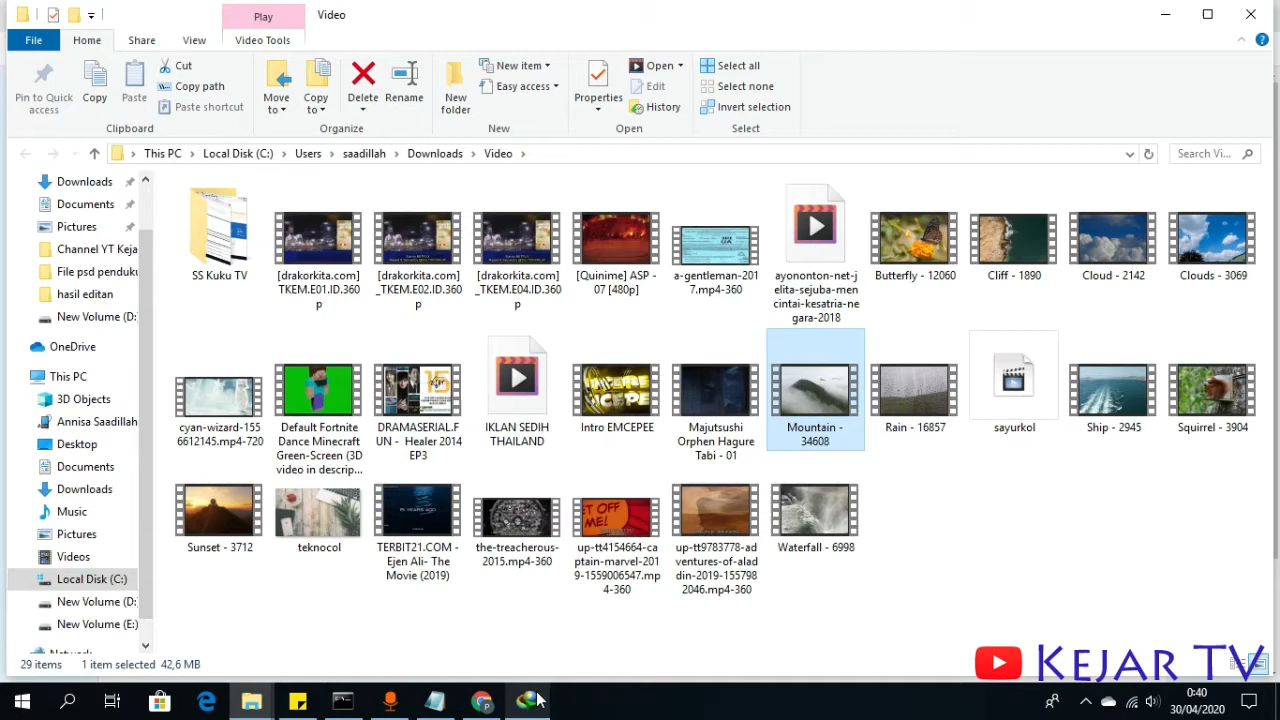 Play
Video
File
Home
Share
View
Video Tools
Pin to Quick
access
Copy
Paste
Cut
Copy path
Paste shortcut
Clipboard
Move
to
Copy
to
Delete
Rename
Organize
New
folder
New item
Easy access
New
Properties
Open
Edit
History
Open
Select all
Select none
Invert selection
Select
This PC
Local Disk (C:)
Users
saadillah
Downloads
Video
Search Vi...
Downloads
Documents
Pictures
Channel YT Keja
File psd penduku
hasil editan
New Volume (D:
OneDrive
This PC
3D Objects
Annisa Saadillah
Desktop
Documents
Downloads
Music
Pictures
Videos
Local Disk (C:)
New Volume (D:
New Volume (E:)
SS Kuku TV
[drakorkita.com]
TKEM.E01.ID.360
p
[drakorkita.com]
_TKEM.E02.ID.360
p
[drakorkita.com]
_TKEM.E04.ID.360
p
[Quinime] ASP -
07 [480p]
a-gentleman-201
7.mp4-360
ayononton-net-j
elita-sejuba-men
cintai-kesatria-ne
gara-2018
Butterfly - 12060
Cliff - 1890
Cloud - 2142
Clouds - 3069
cyan-wizard-155
6612145.mp4-720
Default Fortnite
Dance Minecraft
Green-Screen (3D
video in descrip...
DRAMASERIAL.F
UN - Healer 2014
EP3
IKLAN SEDIH
THAILAND
Intro EMCEPEE
Majutsushi
Orphen Hagure
Tabi - 01
Mountain -
34608
Rain - 16857
sayurkol
Ship - 2945
Squirrel - 3904
Sunset - 3712
teknocol
TERBIT21.COM -
Ejen Ali- The
Movie (2019)
the-treacherous-
2015.mp4-360
up-tt4154664-ca
ptain-marvel-201
9-1559006547.mp
4-360
up-tt9783778-ad
ventures-of-alad
din-2019-155798
2046.mp4-360
Waterfall - 6998
29 items
1 item selected
42,6 MB
KEJAR TV
0:40
30/04/2020